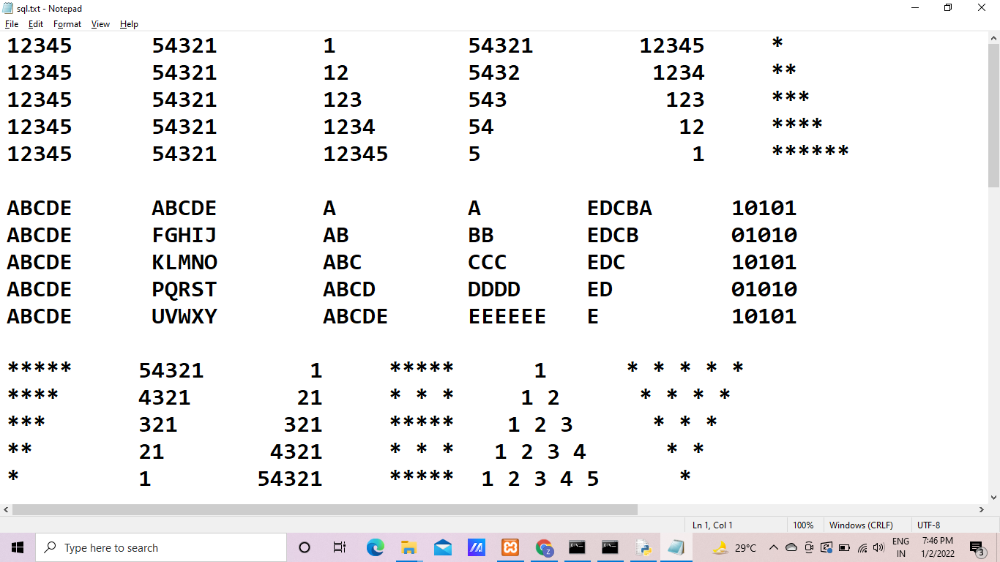 sql.txt - Notepad
File Edit Format View Help
12345 54321 1 54321 12345 *
12345 54321 12 5432 1234 **
12345 54321 123 543 123 ***
12345 54321 1234 54 12 ****
12345 54321 12345 5 1 ******
ABCDE ABCDE A A EDCBA 10101
ABCDE FGHIJ AB BB EDCB 01010
ABCDE KLMNO ABC CCC EDC 10101
ABCDE PQRST ABCD DDDD ED 01010
ABCDE UVWXY ABCDE EEEEEE E 10101
***** 54321 1 ***** 1 * * * * *
**** 4321 21 * * * 1 2 * * * *
*** 321 321 ***** 1 2 3 * * *
** 21 4321 * * * 1 2 3 4 * *
* 1 54321 ***** 1 2 3 4 5 *
Ln 1, Col 1 100% Windows (CRLF) UTF-8
Type here to search 29°C ENG 7:46 PM
IN 1/2/2022 3